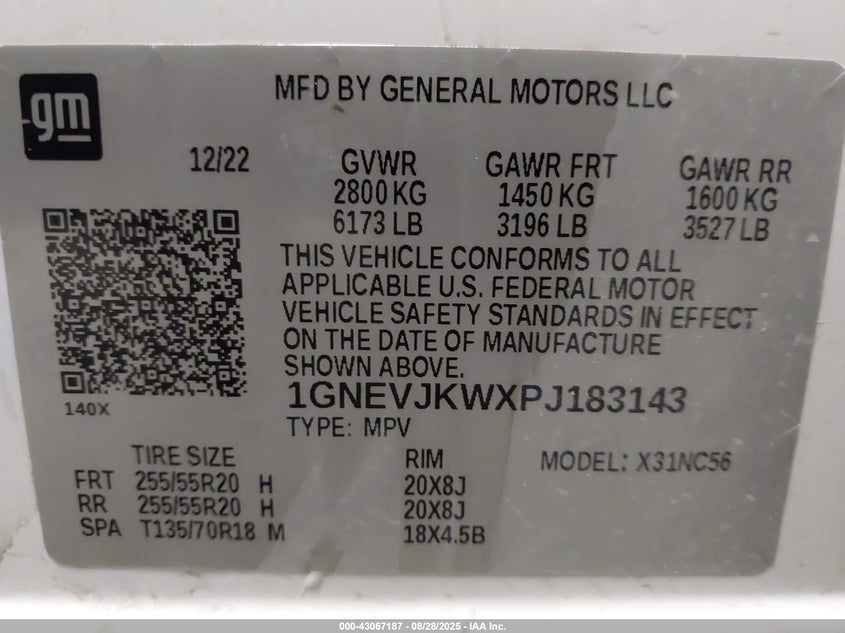 gm
MFD BY GENERAL MOTORS LLC
12/22 GVWR GAWR FRT GAWR RR
2800 KG 1450 KG 1600 KG
6173 LB 3196 LB 3527 LB
THIS VEHICLE CONFORMS TO ALL
APPLICABLE U.S. FEDERAL MOTOR
VEHICLE SAFETY STANDARDS IN EFFECT
ON THE DATE OF MANUFACTURE
SHOWN ABOVE.
140X
1GNEVJKWXPJ183143
TYPE: MPV
TIRE SIZE RIM MODEL: X31NC56
FRT 255/55R20 H 20X8J
RR 255/55R20 H 20X8J
SPA T135/70R18 M 18X4.5B
000-43067187 - 08/28/2025 - IAA Inc.